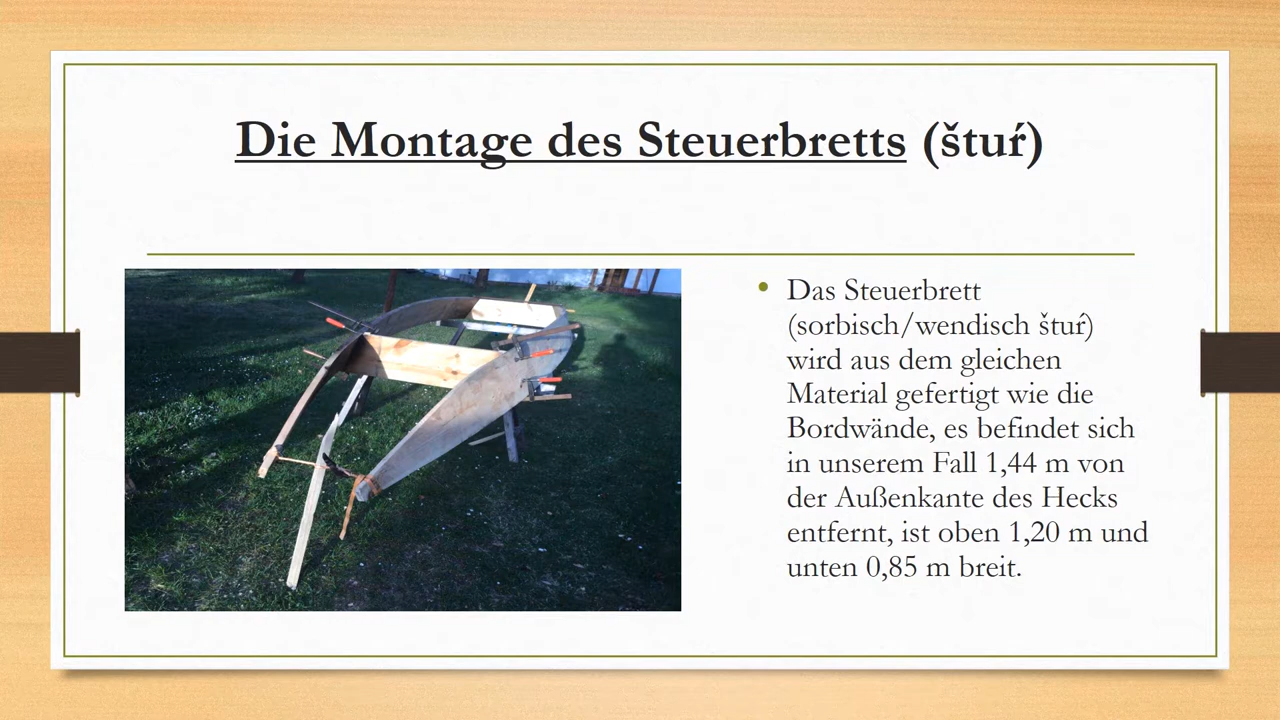 Die Montage des Steuerbretts (štuŕ)
• Das Steuerbrett
(sorbisch/wendisch štuŕ)
wird aus dem gleichen
Material gefertigt wie die
Bordwände, es befindet sich
in unserem Fall 1,44 m von
der Außenkante des Hecks
entfernt, ist oben 1,20 m und
unten 0,85 m breit.